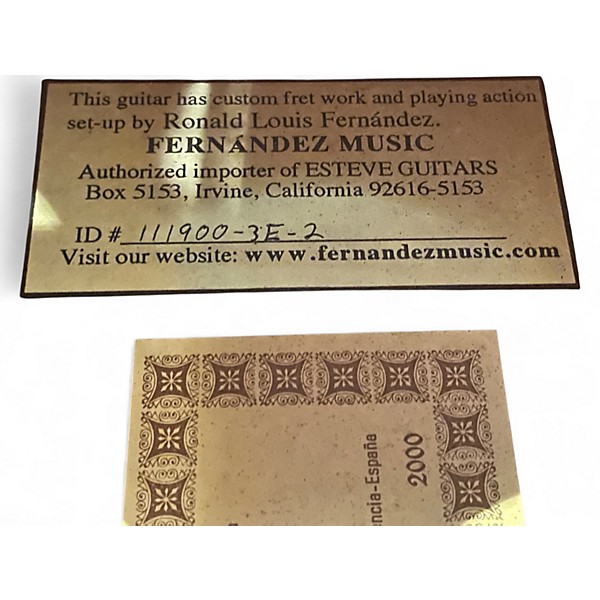 This guitar has custom fret work and playing action
set-up by Ronald Louis Fernández.
FERNÁNDEZ MUSIC
Authorized importer of ESTEVE GUITARS
Box 5153, Irvine, California 92616-5153
ID # 111900-3E-2
Visit our website: www.fernandezmusic.com
encia-España
2000